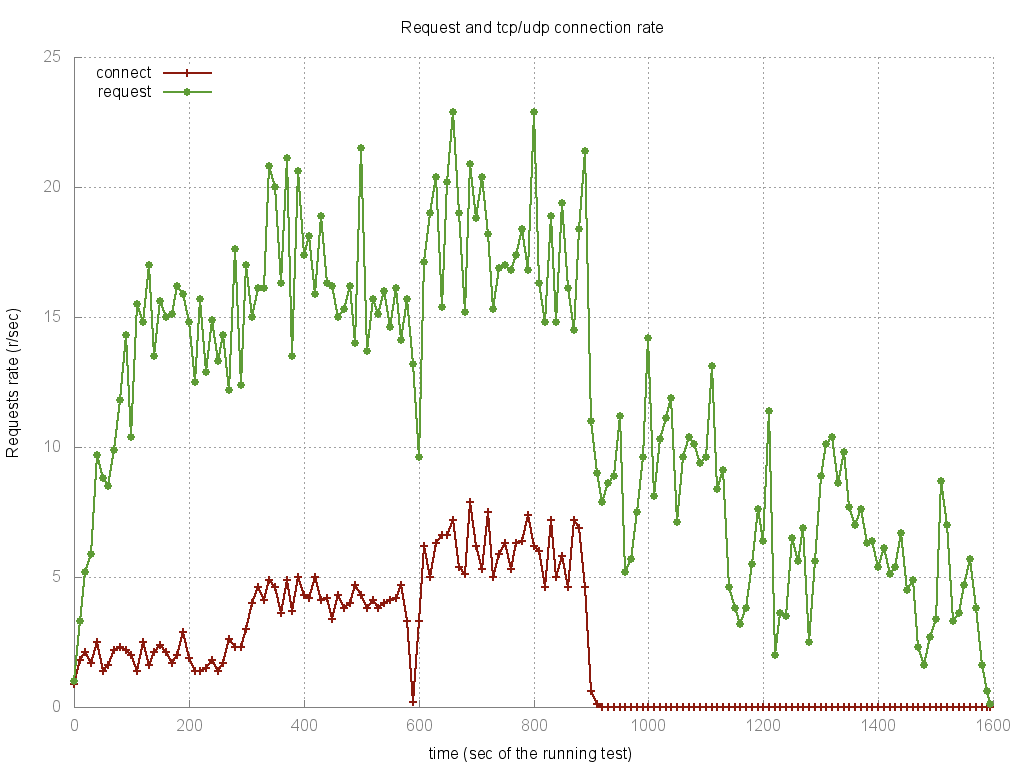 Request and tcp/udp connection rate
25
connect
request
20
15
Requests rate (r/sec)
10
5
0
0 200 400 600 800 1000 1200 1400 1600
time (sec of the running test)